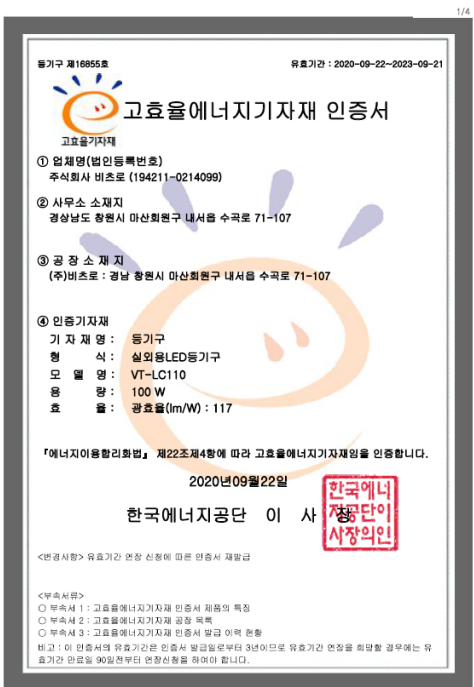 1/4
등기구 제16855호
유효기간 : 2020-09-22~2023-09-21
고효율에너지기자재 인증서
고효율기자재
① 업체명(법인등록번호)
주식회사 비츠로 (194211-0214099)
② 사무소 소재지
경상남도 창원시 마산회원구 내서읍 수곡로 71-107
③ 공 장 소 재 지
(주)비츠로 : 경남 창원시 마산회원구 내서읍 수곡로 71-107
④ 인증기자재
기 자 재 명 : 등기구
형 식 : 실외용LED등기구
모 델 명 : VT-LC110
용 량 : 100 W
효 율 : 광효율(lm/W) : 117
『에너지이용합리화법』 제22조제4항에 따라 고효율에너지기자재임을 인증합니다.
2020년09월22일
한국에너지공단 이 사 장
한국에너
지공단이
사장의인
<변경사항> 유효기간 연장 신청에 따른 인증서 재발급
<부속서류>
○ 부속서 1 : 고효율에너지기자재 인증서 제품의 특징
○ 부속서 2 : 고효율에너지기자재 공장 목록
○ 부속서 3 : 고효율에너지기자재 인증서 발급 이력 현황
비고 : 이 인증서의 유효기간은 인증서 발급일로부터 3년이므로 유효기간 연장을 희망할 경우에는 유
효기간 만료일 90일전부터 연장신청을 하여야 합니다.